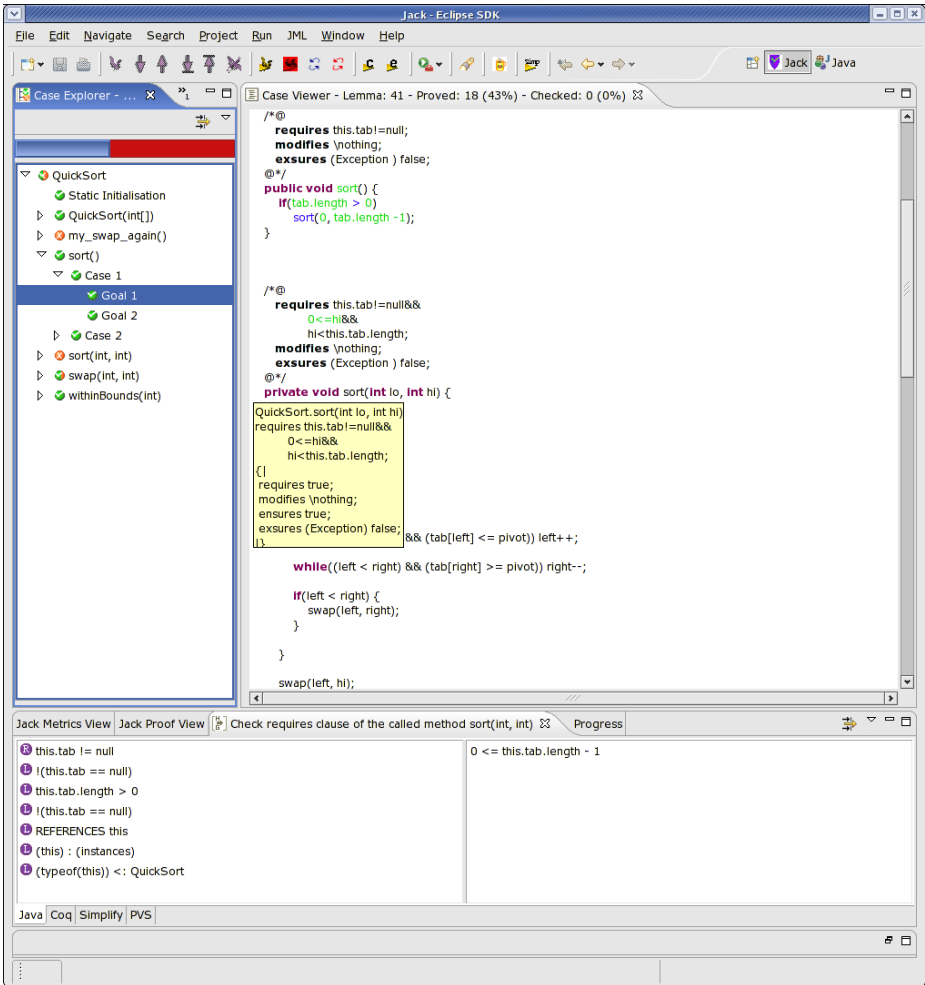 Jack - Eclipse SDK
File Edit Navigate Search Project Run JML Window Help
Jack Java
Case Explorer - ...
Case Viewer - Lemma: 41 - Proved: 18 (43%) - Checked: 0 (0%)
QuickSort
Static Initialisation
QuickSort(int[])
my_swap_again()
sort()
Case 1
Goal 1
Goal 2
Case 2
sort(int, int)
swap(int, int)
withinBounds(int)
/*@
requires this.tab!=null;
modifies \nothing;
exsures (Exception ) false;
@*/
public void sort() {
if(tab.length > 0)
sort(0, tab.length -1);
}
/*@
requires this.tab!=null&&
0<=hi&&
hi<this.tab.length;
modifies \nothing;
exsures (Exception ) false;
@*/
private void sort(int lo, int hi) {
QuickSort.sort(int lo, int hi)
requires this.tab!=null&&
0<=hi&&
hi<this.tab.length;
{|
requires true;
modifies \nothing;
ensures true;
exsures (Exception) false;
|}
&& (tab[left] <= pivot)) left++;
while((left < right) && (tab[right] >= pivot)) right--;
if(left < right) {
swap(left, right);
}
}
swap(left, hi);
Jack Metrics View Jack Proof View Check requires clause of the called method sort(int, int) Progress
R this.tab != null
L !(this.tab == null)
L this.tab.length > 0
L !(this.tab == null)
L REFERENCES this
L (this) : (instances)
L (typeof(this)) <: QuickSort
0 <= this.tab.length - 1
Java Coq Simplify PVS